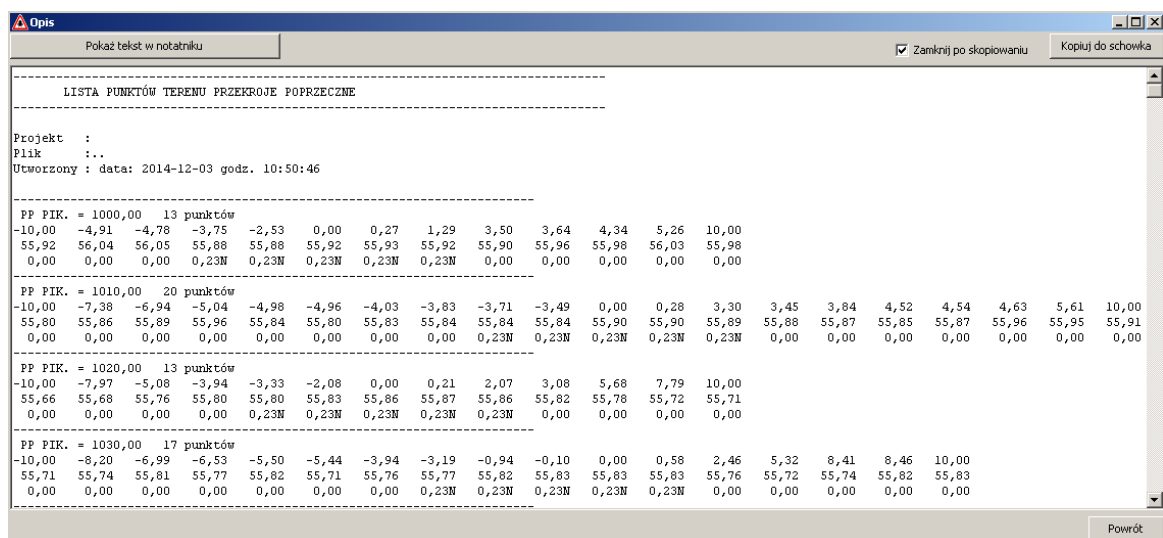 Opis
Pokaż tekst w notatniku
Zamknij po skopiowaniu
Kopiuj do schowka
-----------------------------------------------------------------------------------
LISTA PUNKTÓW TERENU PRZEKROJE POPRZECZNE
-----------------------------------------------------------------------------------
Projekt :
Plik :..
Utworzony : data: 2014-12-03 godz. 10:50:46
-------------------------------------------------------------------------
PP PIK. = 1000,00 13 punktów
-10,00 -4,91 -4,78 -3,75 -2,53 0,00 0,27 1,29 3,50 3,64 4,34 5,26 10,00
55,92 56,04 56,05 55,88 55,88 55,92 55,93 55,92 55,90 55,96 55,98 56,03 55,98
0,00 0,00 0,00 0,23N 0,23N 0,23N 0,23N 0,23N 0,00 0,00 0,00 0,00 0,00
-------------------------------------------------------------------------
PP PIK. = 1010,00 20 punktów
-10,00 -7,38 -6,94 -5,04 -4,98 -4,96 -4,03 -3,83 -3,71 -3,49 0,00 0,28 3,30 3,45 3,84 4,52 4,54 4,63 5,61 10,00
55,80 55,86 55,89 55,96 55,84 55,80 55,83 55,84 55,84 55,84 55,90 55,90 55,89 55,88 55,87 55,85 55,87 55,96 55,95 55,91
0,00 0,00 0,00 0,00 0,00 0,00 0,00 0,00 0,23N 0,23N 0,23N 0,23N 0,23N 0,00 0,00 0,00 0,00 0,00 0,00 0,00
-------------------------------------------------------------------------
PP PIK. = 1020,00 13 punktów
-10,00 -7,97 -5,08 -3,94 -3,33 -2,08 0,00 0,21 2,07 3,08 5,68 7,79 10,00
55,66 55,68 55,76 55,80 55,80 55,83 55,86 55,87 55,86 55,82 55,78 55,72 55,71
0,00 0,00 0,00 0,00 0,23N 0,23N 0,23N 0,23N 0,23N 0,00 0,00 0,00 0,00
-------------------------------------------------------------------------
PP PIK. = 1030,00 17 punktów
-10,00 -8,20 -6,99 -6,53 -5,50 -5,44 -3,94 -3,19 -0,94 -0,10 0,00 0,58 2,46 5,32 8,41 8,46 10,00
55,71 55,74 55,81 55,77 55,82 55,71 55,76 55,77 55,82 55,83 55,83 55,83 55,76 55,72 55,74 55,82 55,83
0,00 0,00 0,00 0,00 0,00 0,00 0,00 0,23N 0,23N 0,23N 0,23N 0,23N 0,00 0,00 0,00 0,00 0,00
-------------------------------------------------------------------------
Powrót